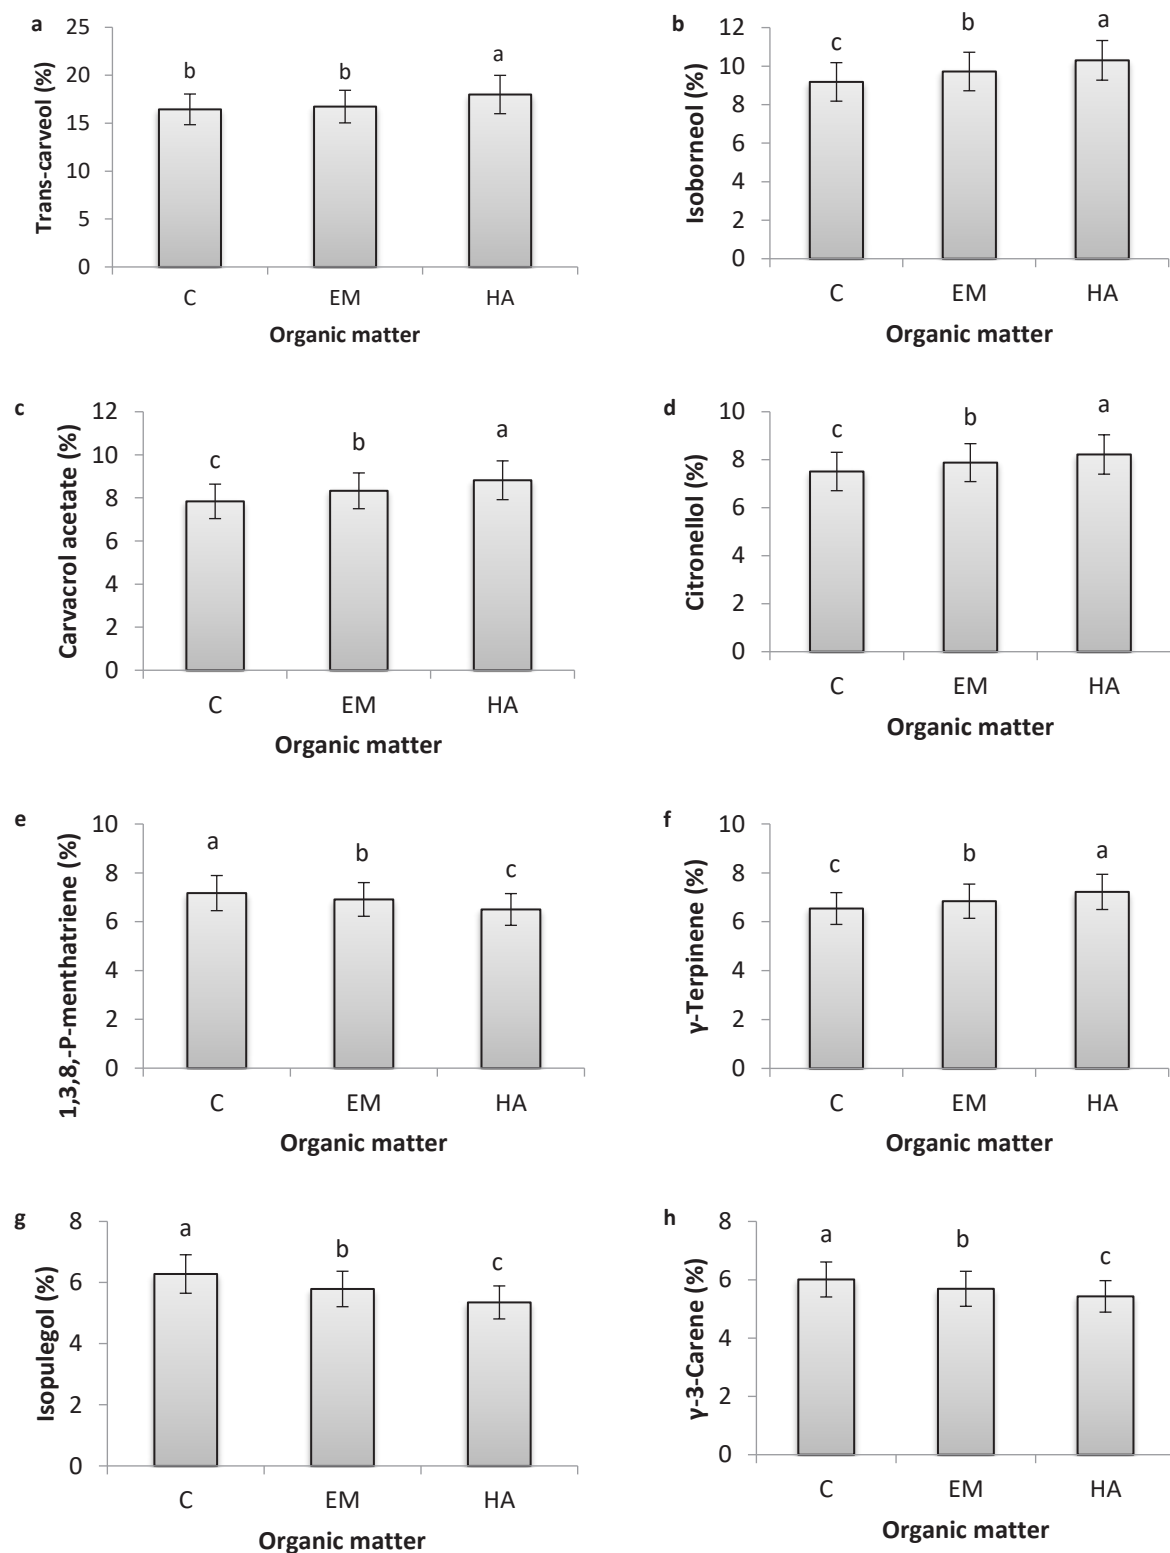 a
Trans-carveol (%)
25
20
15
10
5
0
b
b
a
C EM HA
Organic matter
b
Isoborneol (%)
12
10
8
6
4
2
0
c
b
a
C EM HA
Organic matter
c
Carvacrol acetate (%)
12
10
8
6
4
2
0
c
b
a
C EM HA
Organic matter
d
Citronellol (%)
10
8
6
4
2
0
c
b
a
C EM HA
Organic matter
e
1,3,8,-P-menthatriene (%)
10
8
6
4
2
0
a
b
c
C EM HA
Organic matter
f
γ-Terpinene (%)
10
8
6
4
2
0
c
b
a
C EM HA
Organic matter
g
Isopulegol (%)
8
6
4
2
0
a
b
c
C EM HA
Organic matter
h
γ-3-Carene (%)
8
6
4
2
0
a
b
c
C EM HA
Organic matter